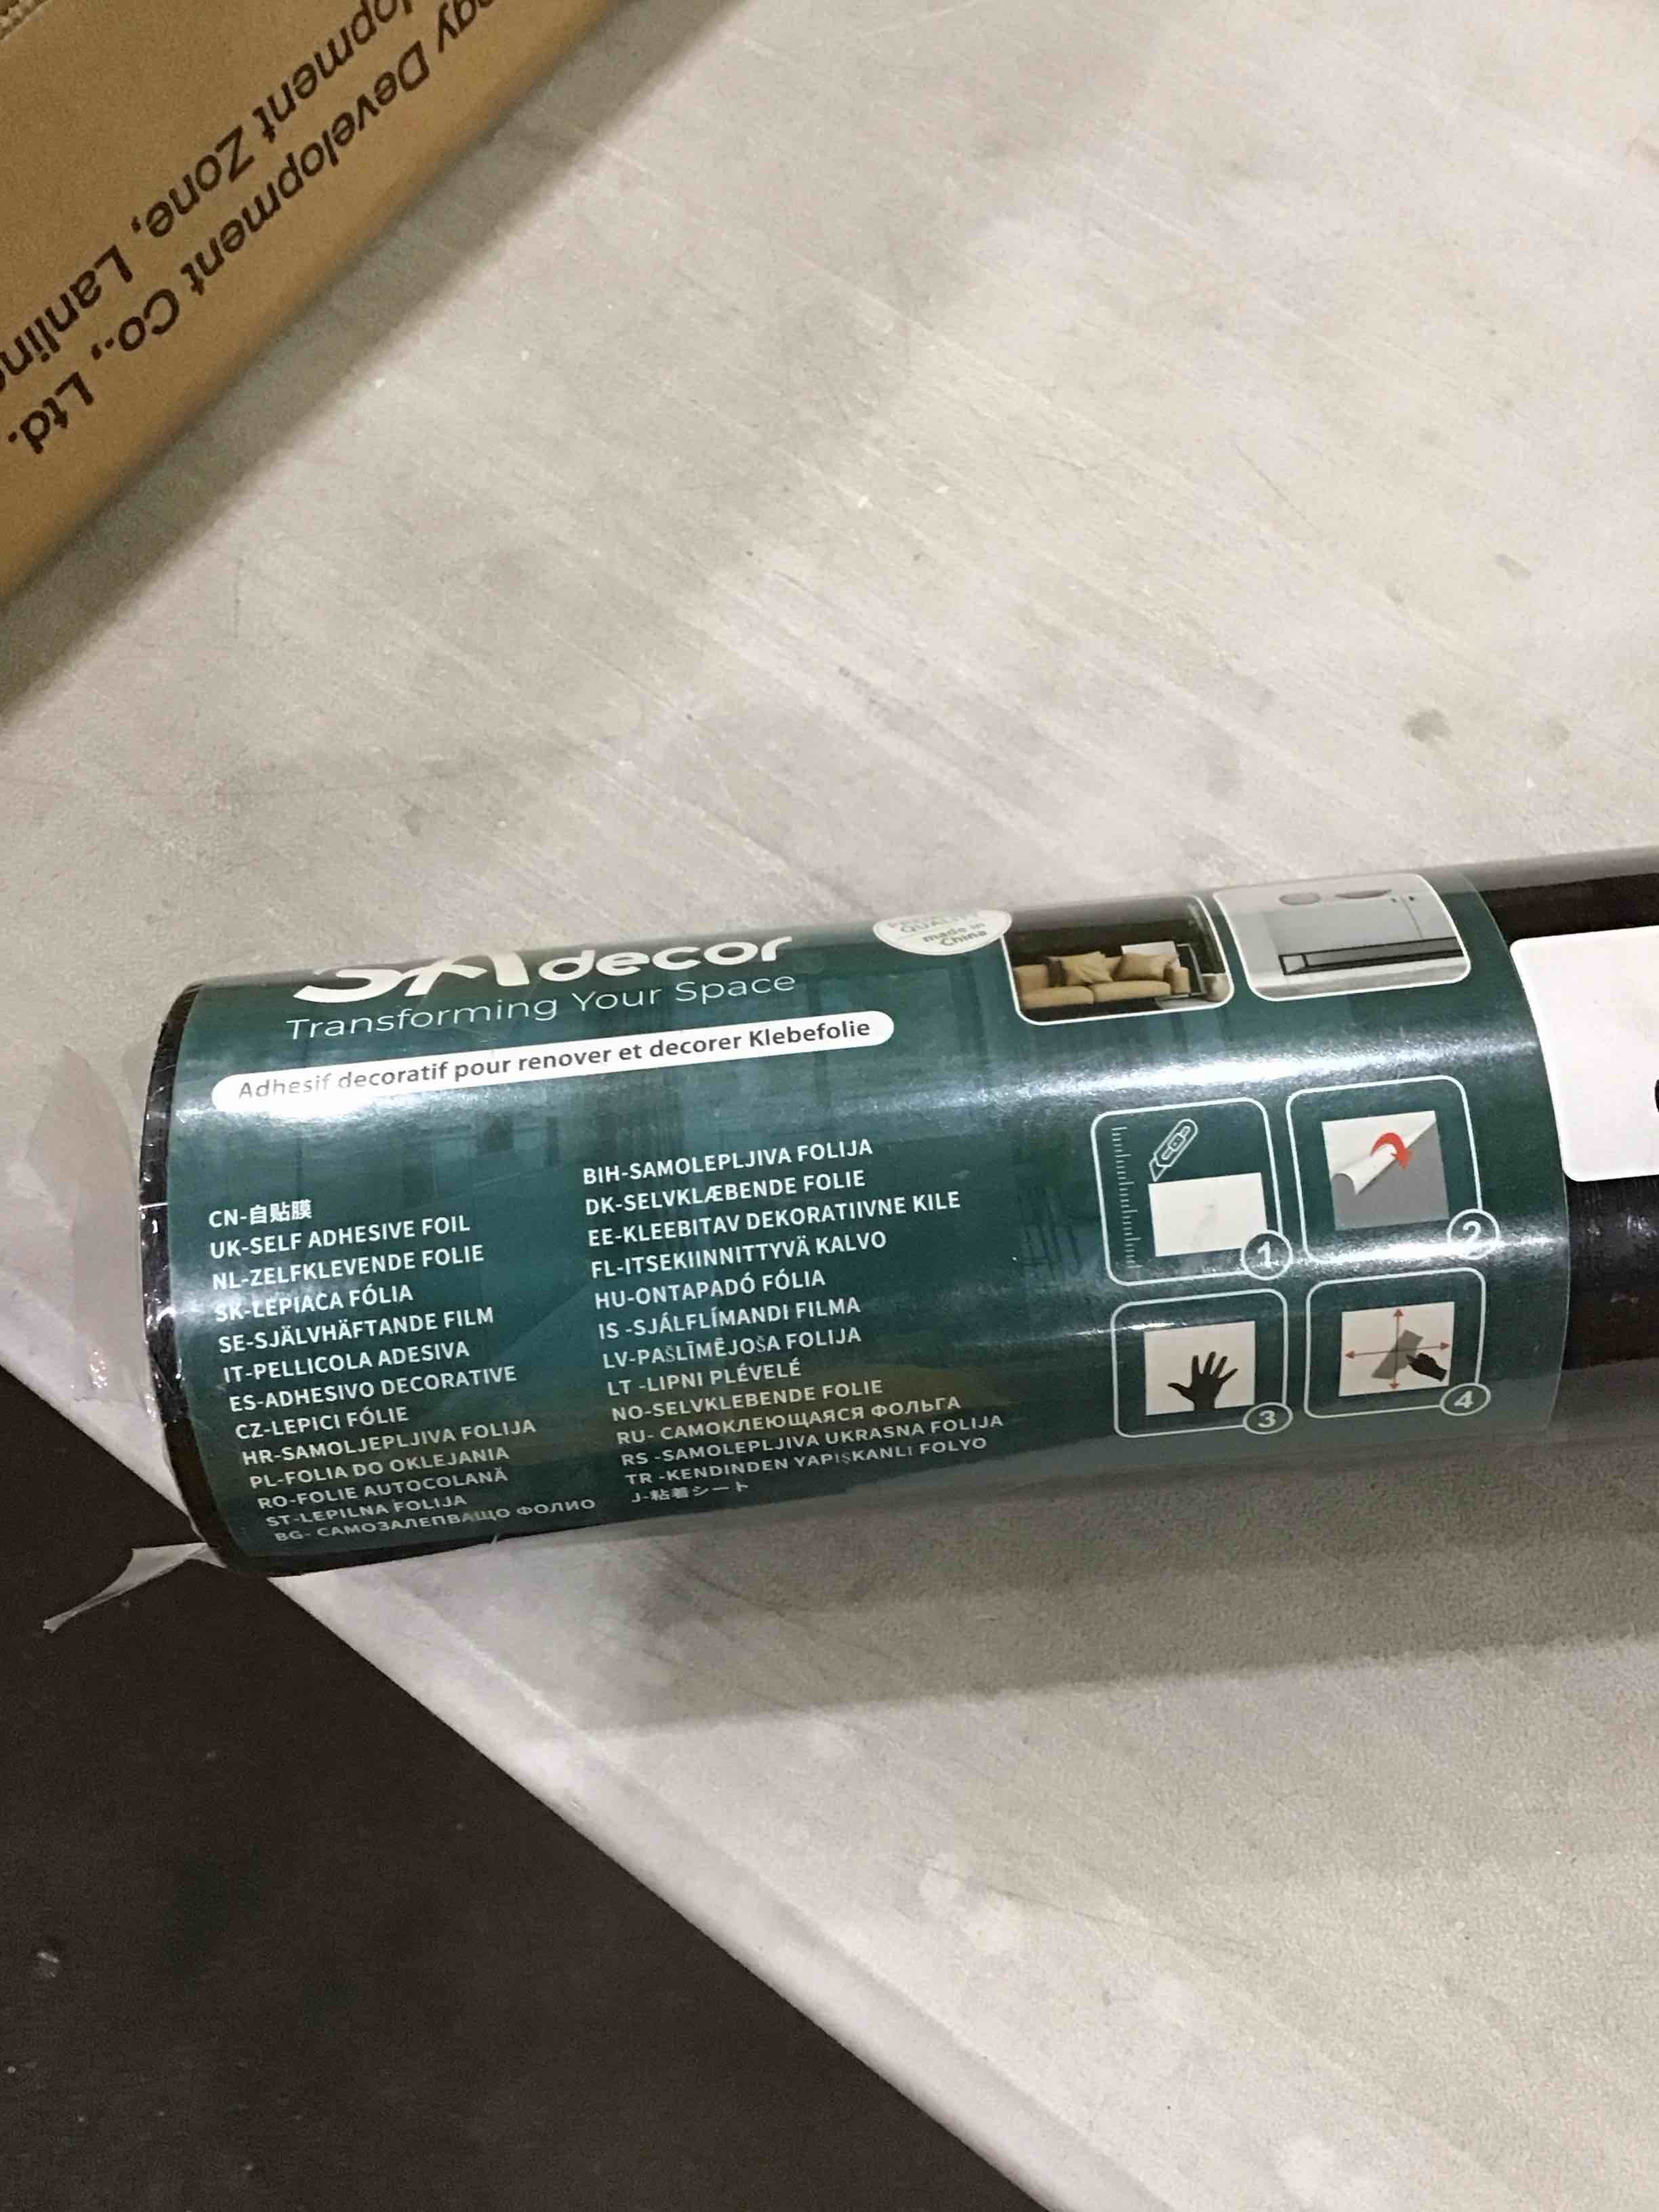 gy Development Co., Ltd.
lopment Zone, Lanling
decor
Transforming Your Space
Adhesif decoratif pour renover et decorer Klebefolie
QUALITY
made in
China
CN-自贴膜
UK-SELF ADHESIVE FOIL
NL-ZELFKLEVENDE FOLIE
SK-LEPIACA FÓLIA
SE-SJÄLVHÄFTANDE FILM
IT-PELLICOLA ADESIVA
ES-ADHESIVO DECORATIVE
CZ-LEPICI FÓLIE
HR-SAMOLJEPLJIVA FOLIJA
PL-FOLIA DO OKLEJANIA
RO-FOLIE AUTOCOLANĂ
ST-LEPILNA FOLIJA
BG- САМОЗАЛЕПВАЩО ФОЛИО
BIH-SAMOLEPLJIVA FOLIJA
DK-SELVKLÆBENDE FOLIE
EE-KLEEBITAV DEKORATIIVNE KILE
FL-ITSEKIINNITTYVÄ KALVO
HU-ONTAPADÓ FÓLIA
IS -SJÁLFLÍMANDI FILMA
LV-PAŠLĪMĒJOŠA FOLIJA
LT -LIPNI PLÉVELÉ
NO-SELVKLEBENDE FOLIE
RU- САМОКЛЕЮЩАЯСЯ ФОЛЬГА
RS -SAMOLEPLJIVA UKRASNA FOLIJA
TR -KENDINDEN YAPIŞKANLI FOLYO
J-粘着シート
1
2
3
4